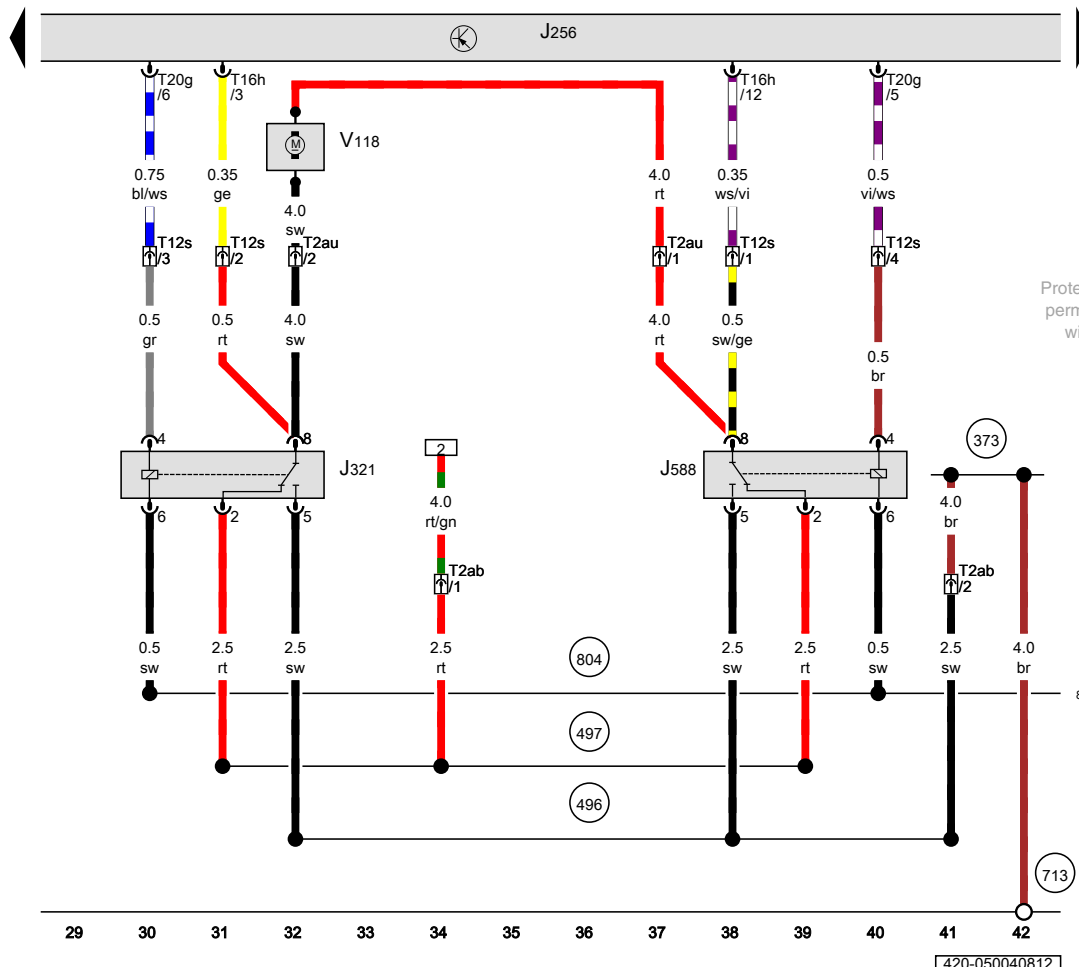 J256
T20g
/6
T16h
/3
T16h
/12
T20g
/5
M
V118
0.75
bl/ws
0.35
ge
4.0
sw
4.0
rt
0.35
ws/vi
0.5
vi/ws
T12s
/3
T12s
/2
T2au
/2
T2au
/1
T12s
/1
T12s
/4
Prote
perm
wi
0.5
gr
0.5
rt
4.0
sw
4.0
rt
0.5
sw/ge
0.5
br
4
8
2
8
4
373
J321
J588
6
2
5
4.0
rt/gn
5
2
6
4.0
br
T2ab
/1
T2ab
/2
0.5
sw
2.5
rt
2.5
sw
2.5
rt
804
2.5
sw
2.5
rt
0.5
sw
2.5
sw
4.0
br
8
497
496
713
29 30 31 32 33 34 35 36 37 38 39 40 41 42
420-050040812